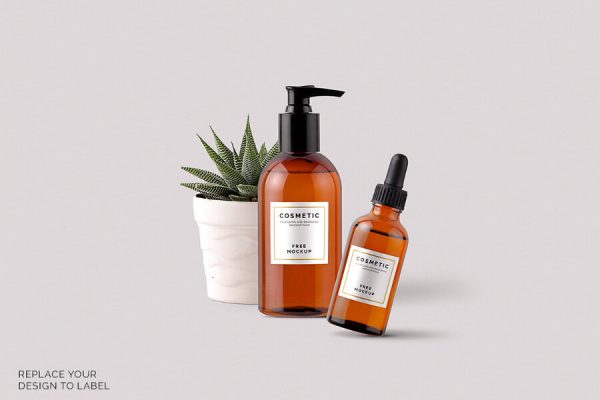 COSMETIC
FREE
MOCKUP
COSMETIC
FREE
MOCKUP
REPLACE YOUR
DESIGN TO LABEL